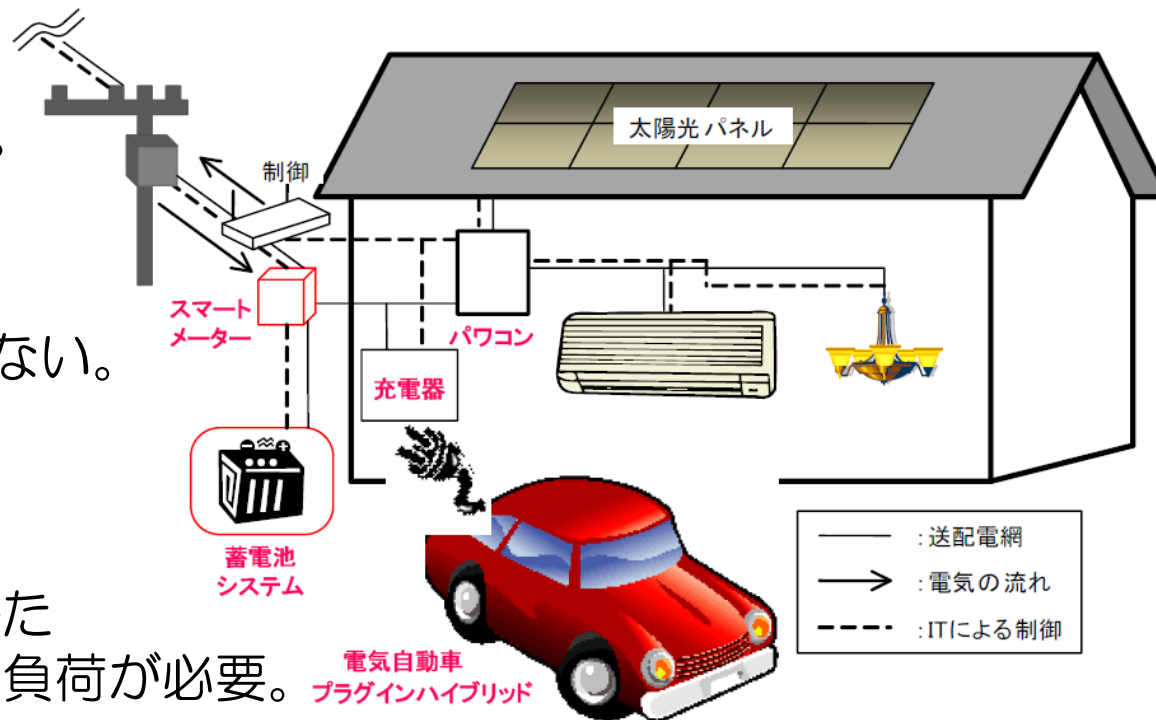 太陽光パネル
。
制御
スマート
メーター
パワコン
ない。
充電器
蓄電池
システム
：送配電網
：電気の流れ
：ITによる制御
た
負荷が必要。
電気自動車
プラグインハイブリッド